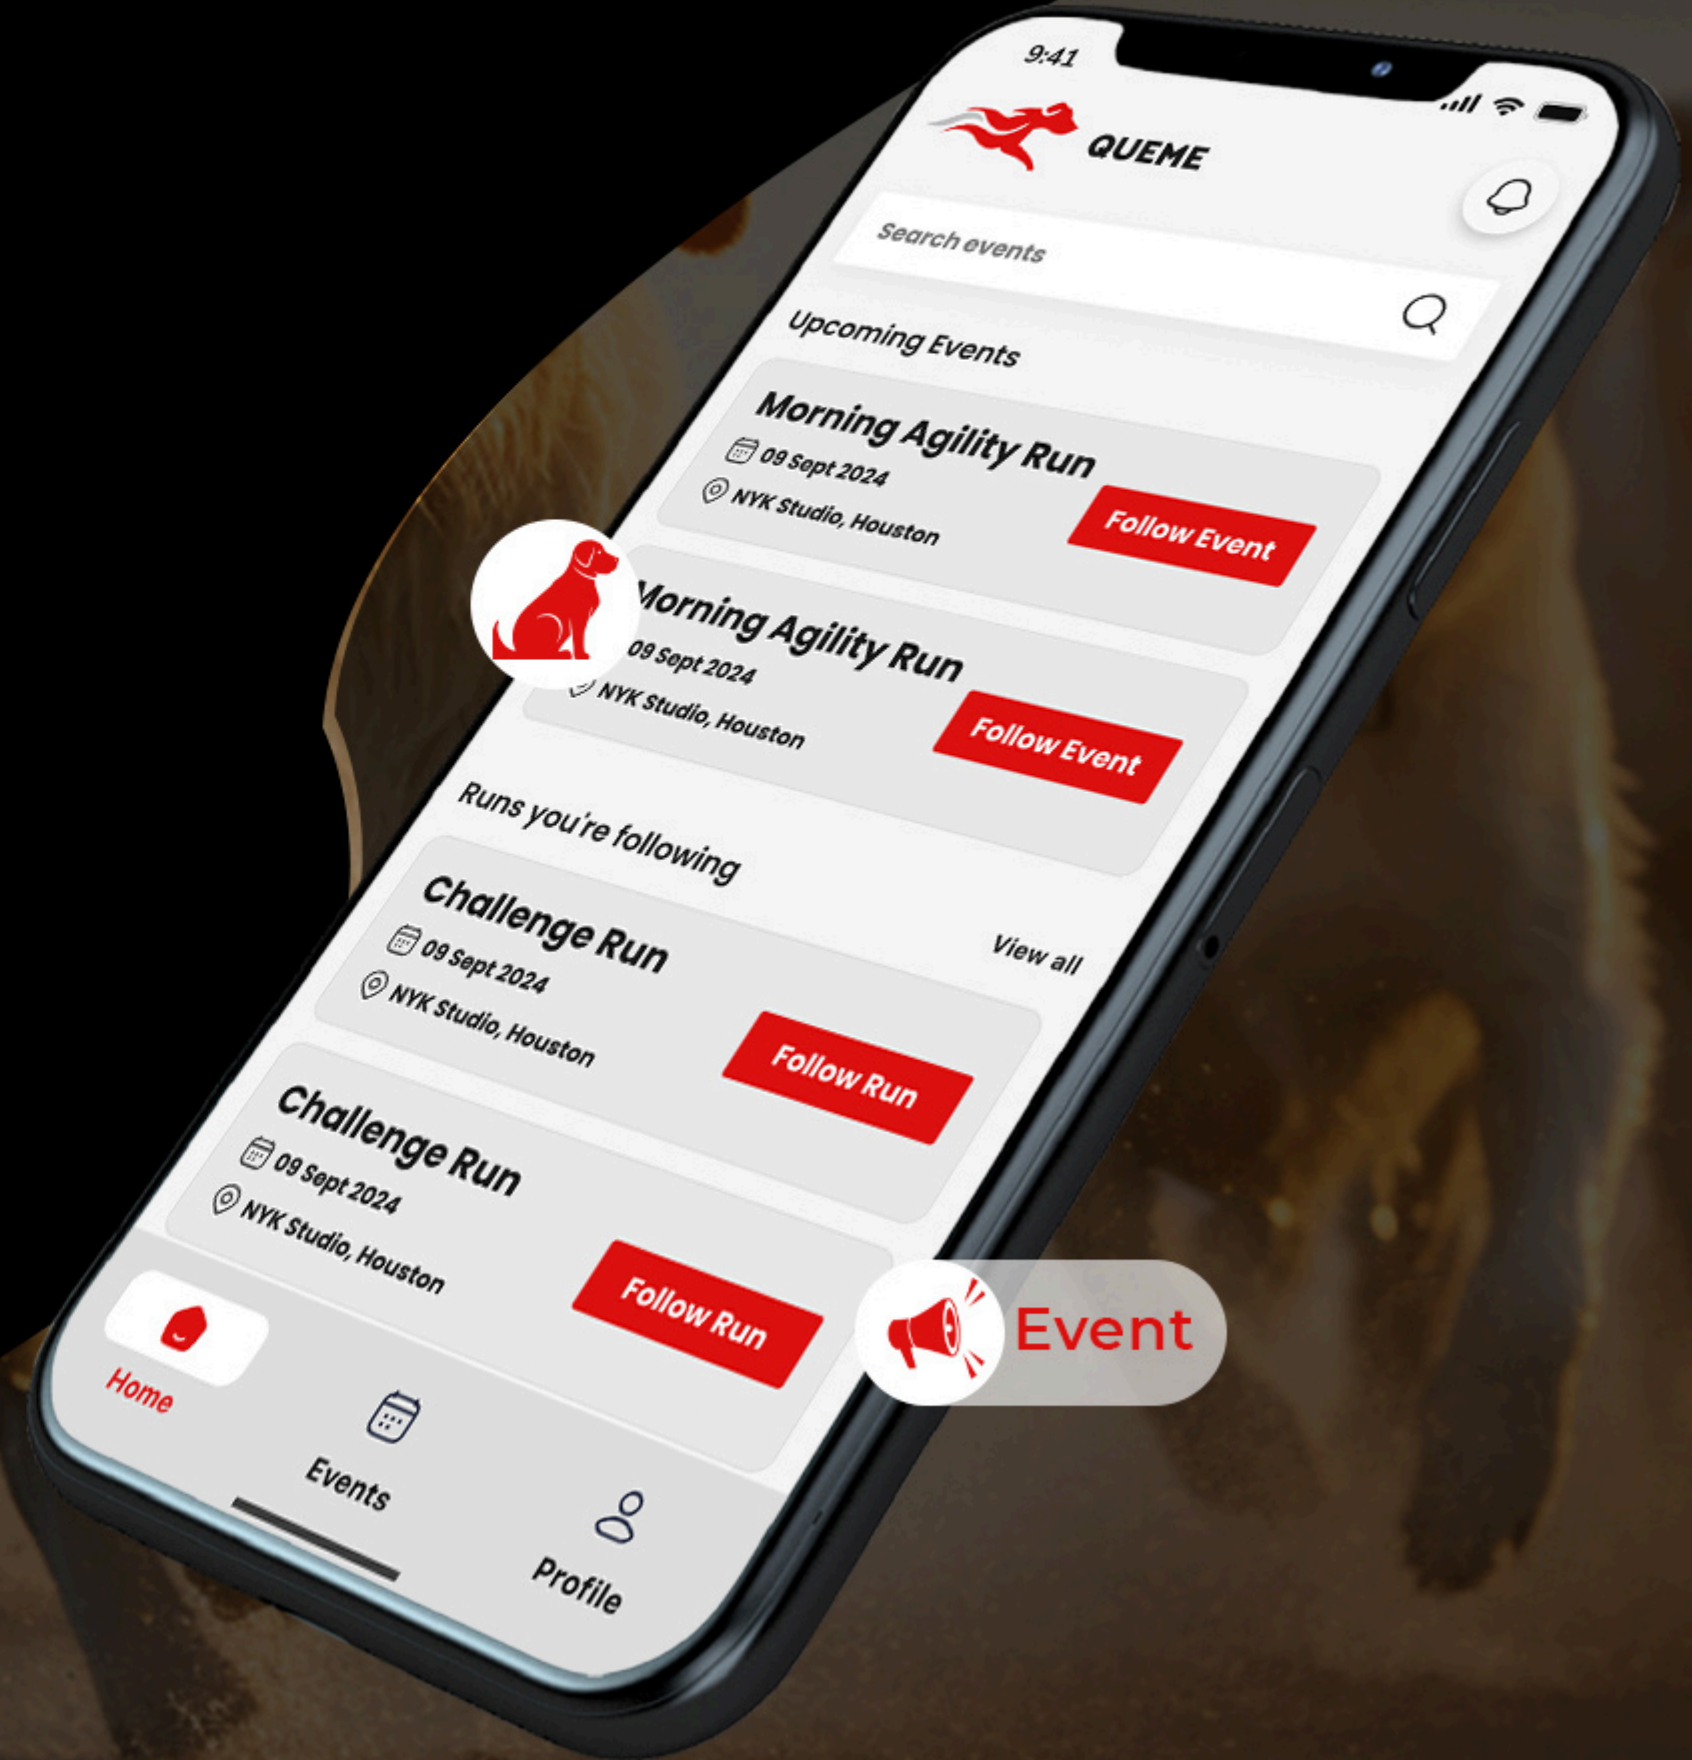 9:41
QUEME
Search events
Upcoming Events
Morning Agility Run
09 Sept 2024
NYK Studio, Houston
Follow Event
Morning Agility Run
09 Sept 2024
NYK Studio, Houston
Follow Event
Runs you're following
View all
Challenge Run
09 Sept 2024
NYK Studio, Houston
Follow Run
Challenge Run
09 Sept 2024
NYK Studio, Houston
Follow Run
Event
Home
Events
Profile